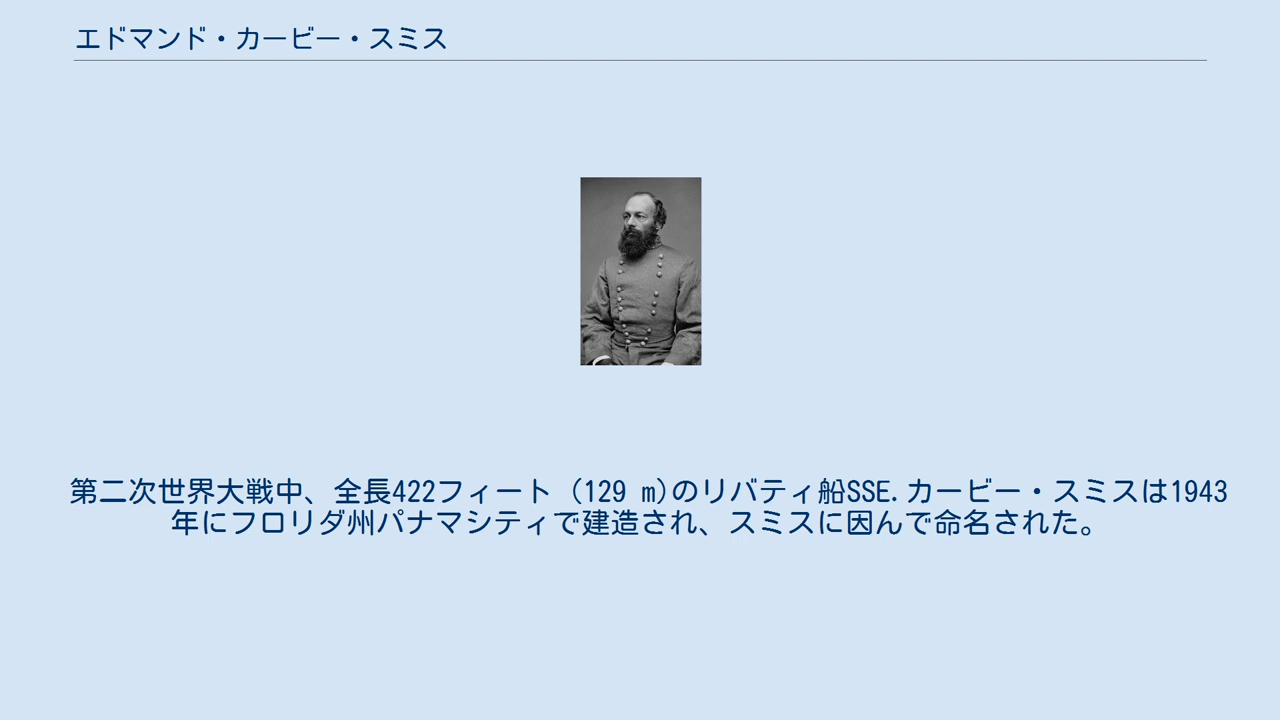 エドマンド・カービー・スミス
第二次世界大戦中、全長422フィート (129 m)のリバティ船SSE.カービー・スミスは1943
年にフロリダ州パナマシティで建造され、スミスに因んで命名された。